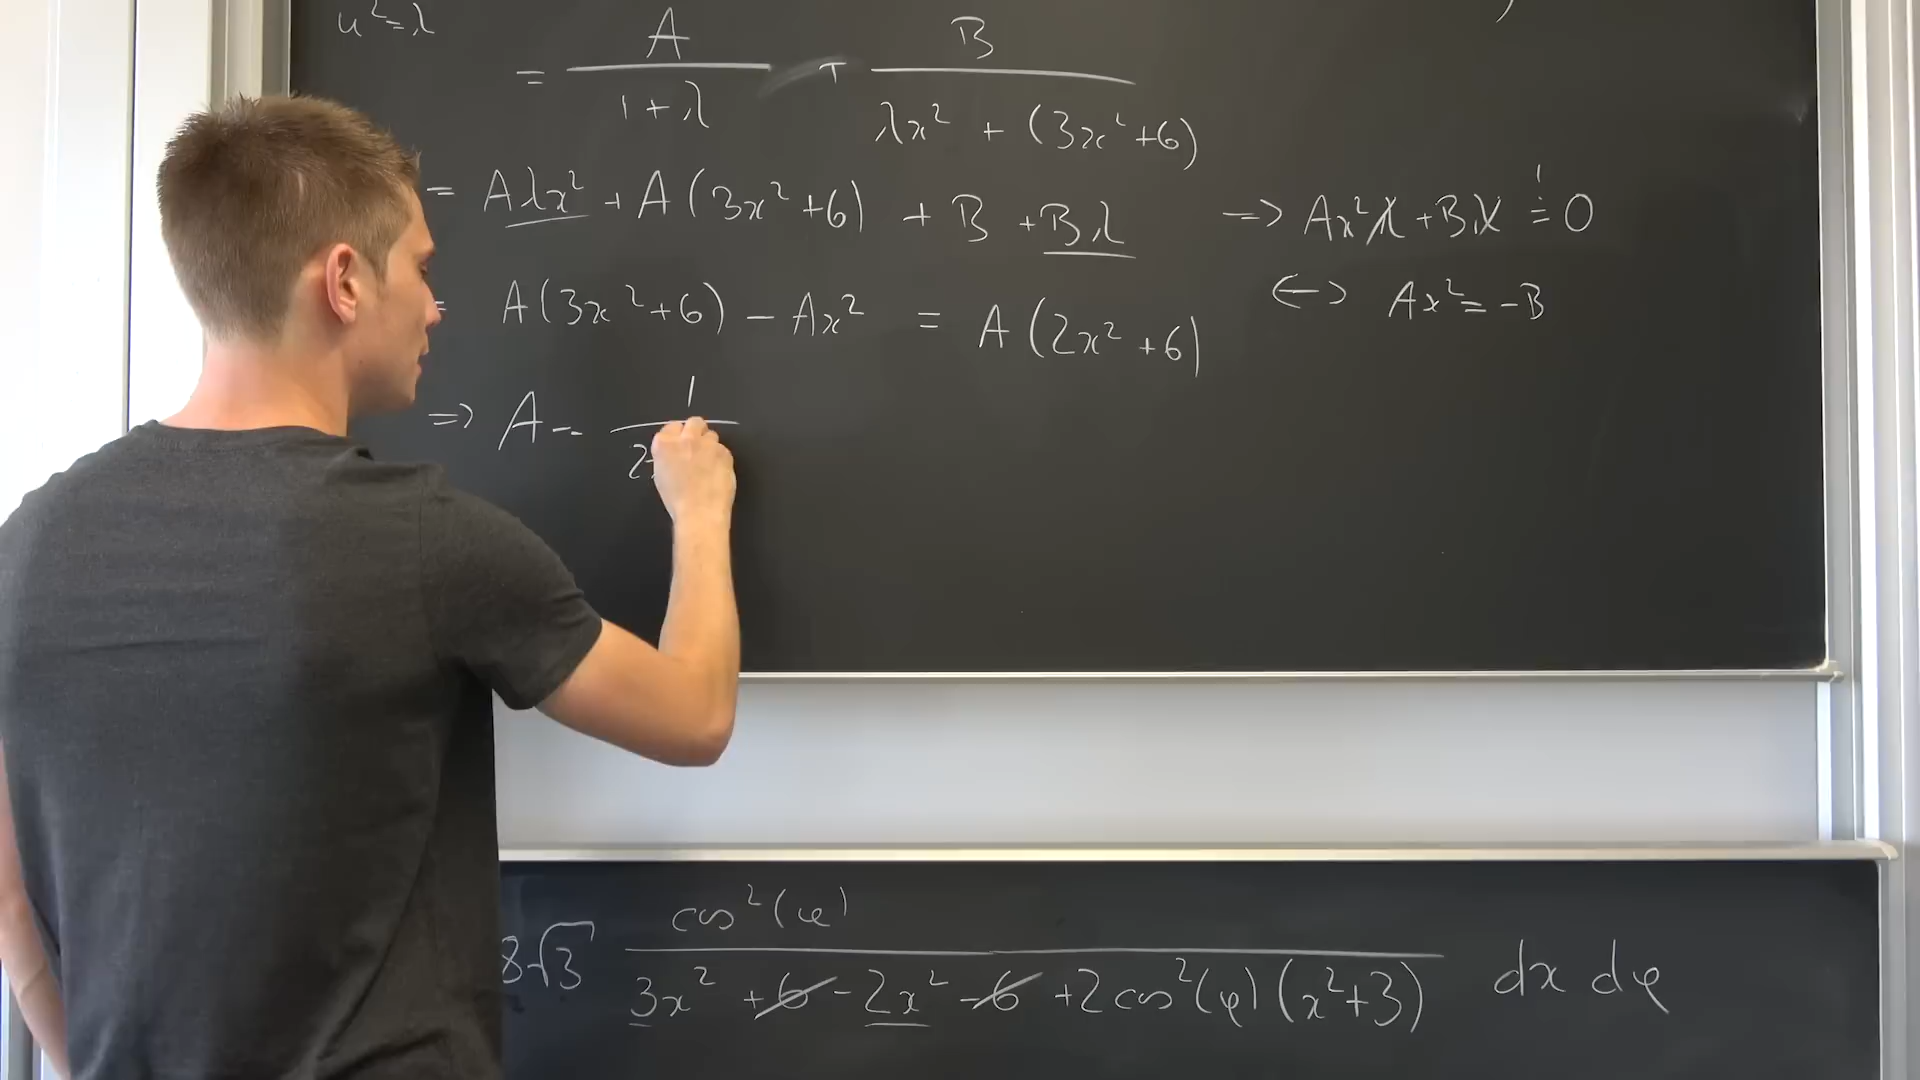 u² = λ
= A/(1 + λ) + B/(λx² + (3x² + 6))
= Aλx² + A(3x² + 6) + B + Bλ => Ax²λ + Bλ != 0
<-> Ax² = -B
= A(3x² + 6) - Ax² = A(2x² + 6)
=> A = 1/2
8√3 cos²(φ)/(3x² + 6 - 2x² - 6 + 2cos²(φ)(x² + 3)) dx dφ